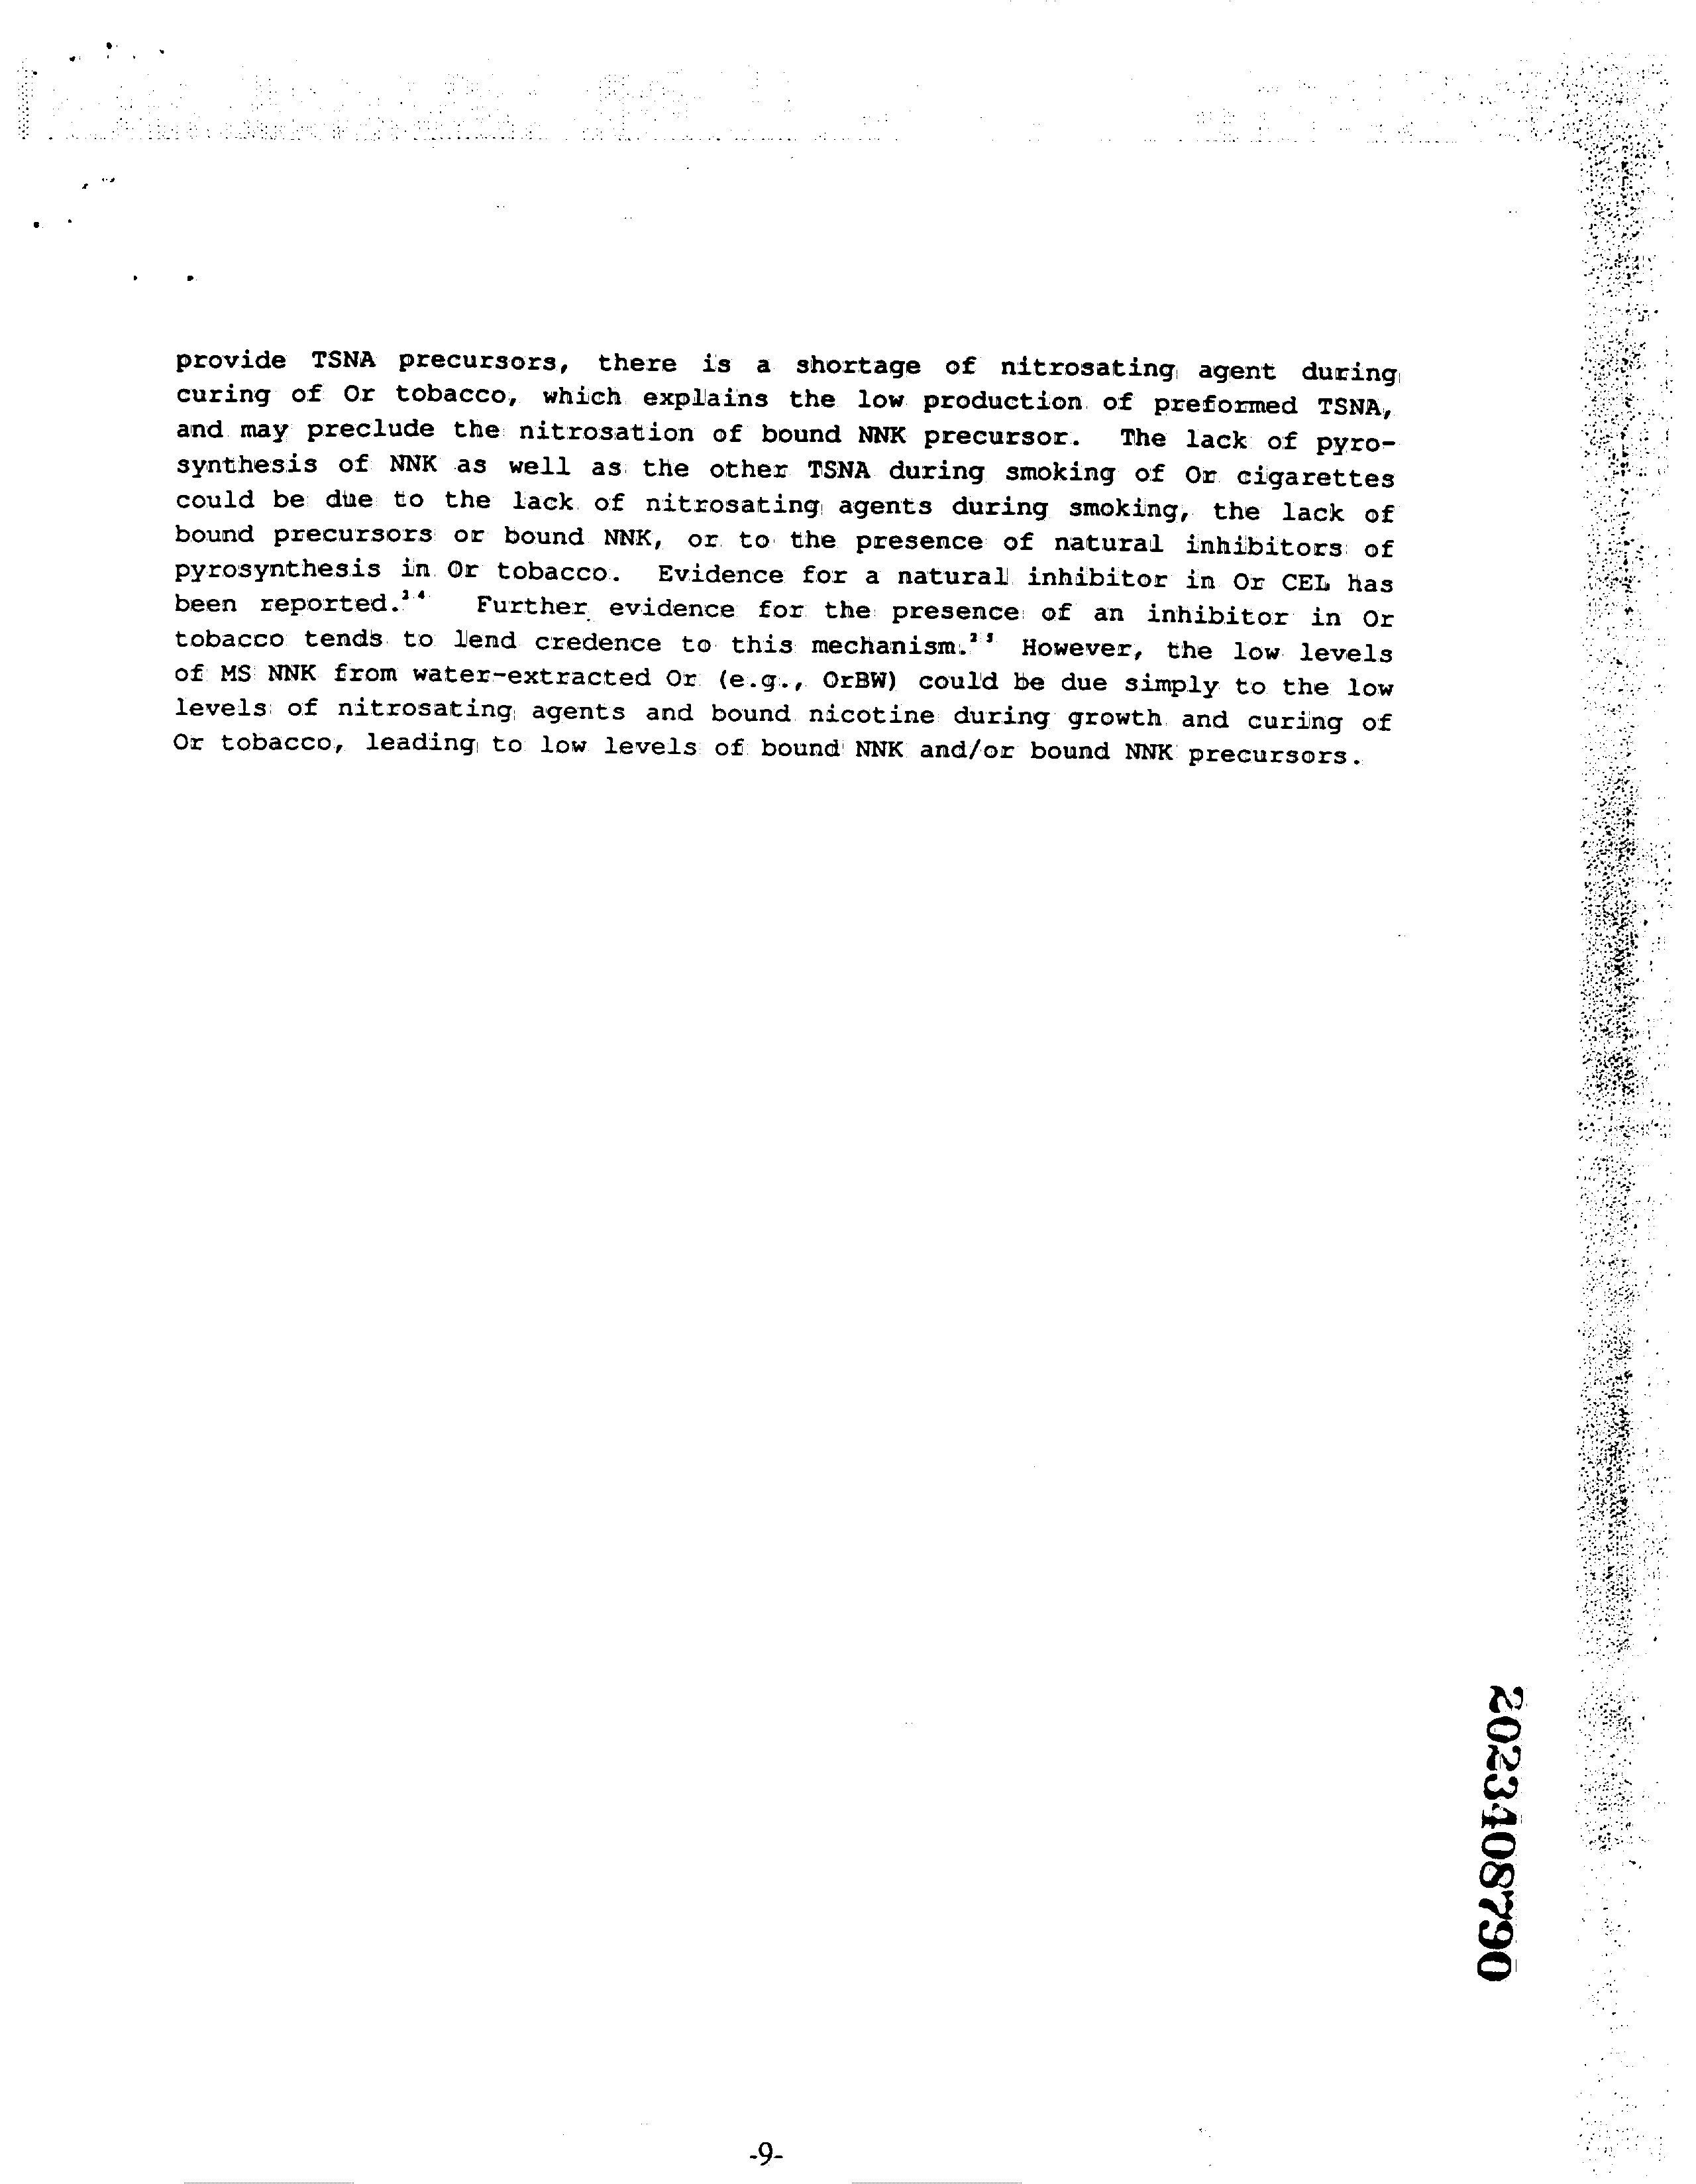 provide TSNA precursors, there is a shortage of nitrosating agent during
curing of Or tobacco, which explains the low production of preformed TSNA,
and may preclude the nitrosation of bound NNK precursor. The lack of pyro-
synthesis of NNK as well as the other TSNA during smoking of Or cigarettes
could be due to the lack of nitrosating agents during smoking, the lack of
bound precursors or bound NNK, or to the presence of natural inhibitors of
pyrosynthesis in Or tobacco. Evidence for a natural inhibitor in Or CEL has
been reported.²⁴ Further evidence for the presence of an inhibitor in Or
tobacco tends to lend credence to this mechanism.²⁵ However, the low levels
of MS NNK from water-extracted Or (e.g., OrBW) could be due simply to the low
levels of nitrosating agents and bound nicotine during growth and curing of
Or tobacco, leading to low levels of bound NNK and/or bound NNK precursors.
2023408790
-9-